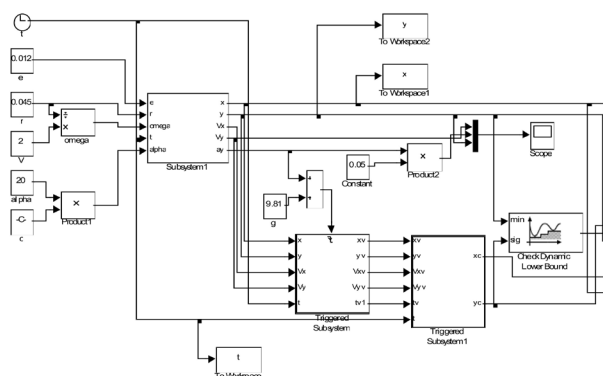 y
To Workspace2
t
x
To Workspace1
0.012
e
0.045
r
÷
×
omega
2
V
20
alpha
×
Product1
-C-
c
e
r
omega
t
alpha
x
y
Vx
Vy
ay
Subsystem1
0.05
Constant
×
Product2
Scope
9.81
g
min
sig
Check Dynamic
Lower Bound
x
y
Vx
Vy
t
xv
yv
Vxv
Vyv
tv1
Triggered
Subsystem
xv
yv
Vxv
Vyv
tv
t
xc
yc
Triggered
Subsystem1
t
To Workspace